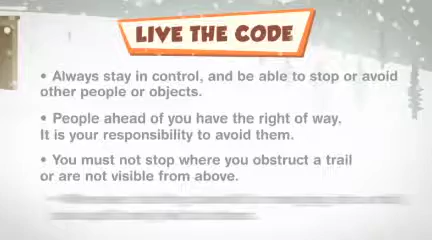 LIVE THE CODE
• Always stay in control, and be able to stop or avoid
other people or objects.
• People ahead of you have the right of way.
It is your responsibility to avoid them.
• You must not stop where you obstruct a trail
or are not visible from above.